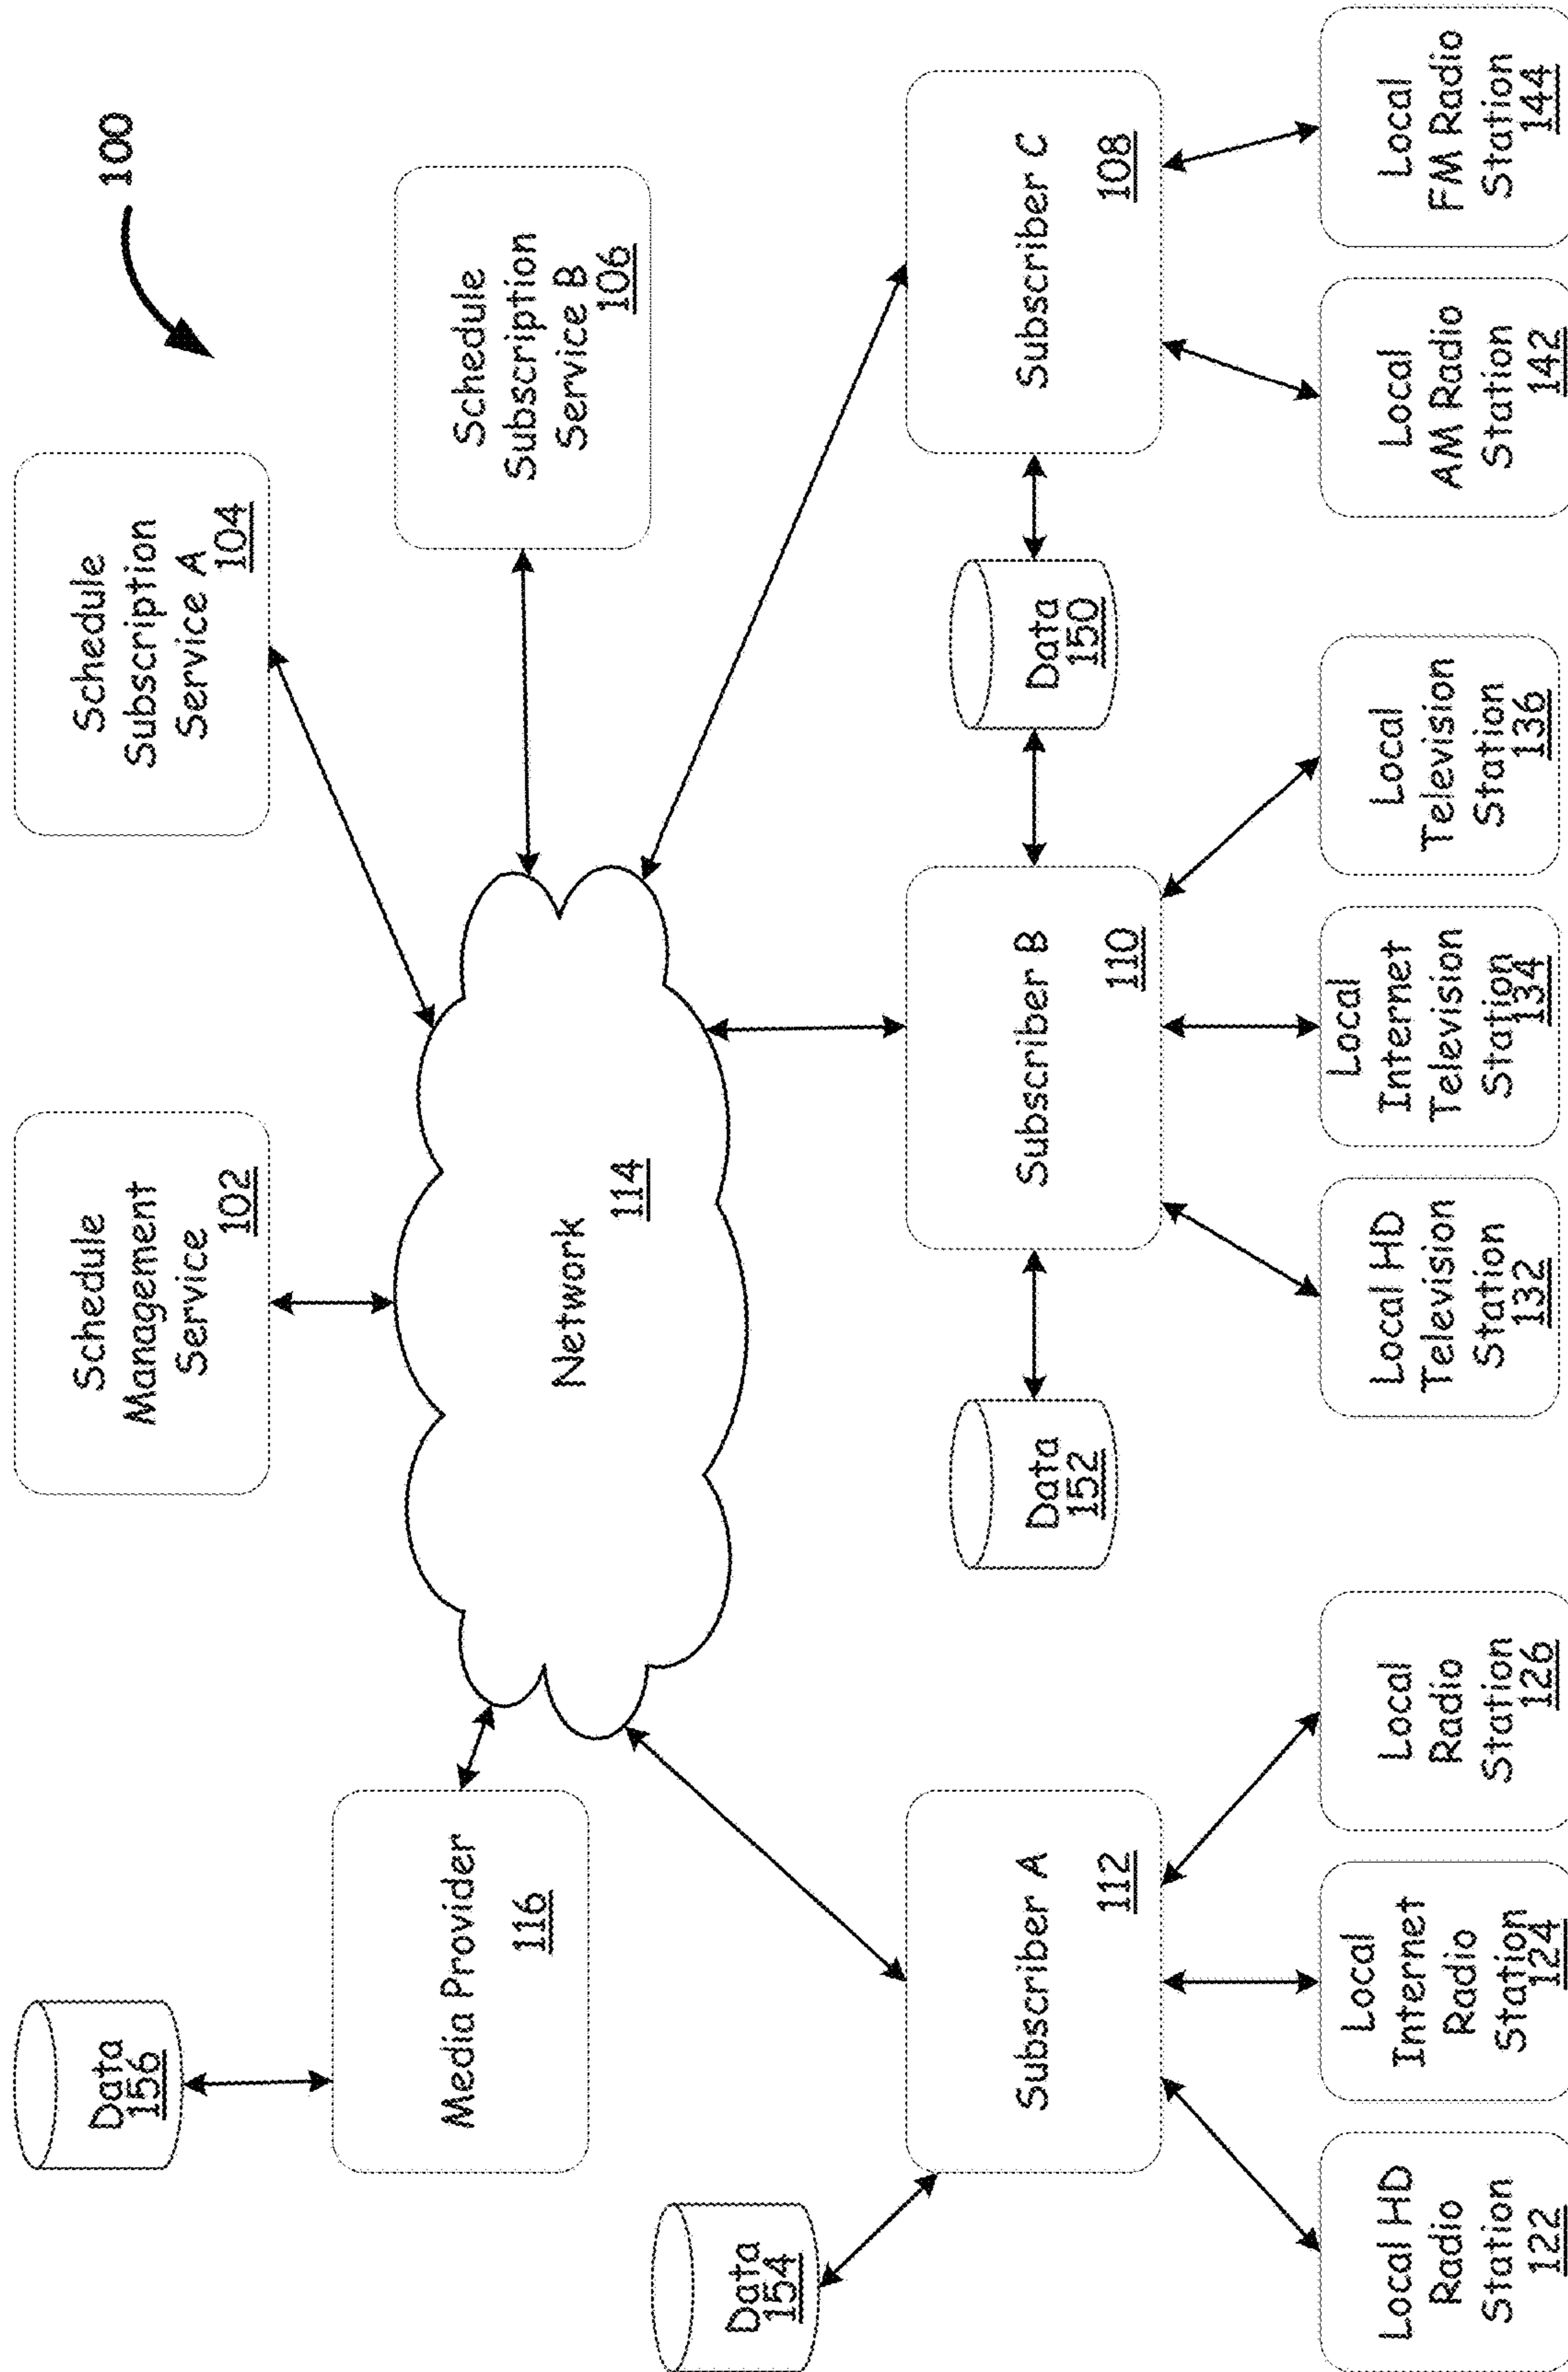 100
Schedule
Management
Service
102
Schedule
Subscription
Service A
104
Data
156
Media Provider
116
Schedule
Subscription
Service B
106
Network
114
Data
154
Subscriber A
112
Data
152
Subscriber B
110
Data
150
Subscriber C
108
Local HD
Radio
Station
122
Local
Internet
Radio
Station
124
Local
Radio
Station
126
Local HD
Television
Station
132
Local
Internet
Television
Station
134
Local
Television
Station
136
Local
AM Radio
Station
142
Local
FM Radio
Station
144